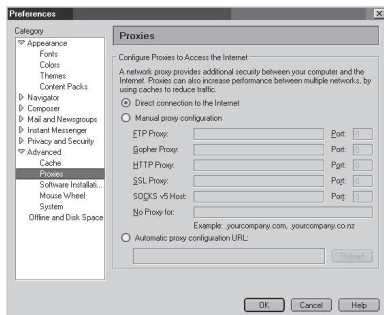 Preferences
Category
Appearance
Fonts
Colors
Themes
Content Packs
Navigator
Composer
Mail and Newsgroups
Instant Messenger
Privacy and Security
Advanced
Cache
Proxies
Software Installati...
Mouse Wheel
System
Offline and Disk Space
Proxies
Configure Proxies to Access the Internet
A network proxy provides additional security between your computer and the
Internet. Proxies can also increase performance between multiple networks, by
using caches to reduce traffic.
Direct connection to the Internet
Manual proxy configuration
FTP Proxy: Port: 0
Gopher Proxy: Port: 0
HTTP Proxy: Port: 0
SSL Proxy: Port: 0
SOCKS v5 Host: Port: 0
No Proxy for:
Example: .yourcompany.com, .yourcompany.co.nz
Automatic proxy configuration URL:
Reload
OK Cancel Help